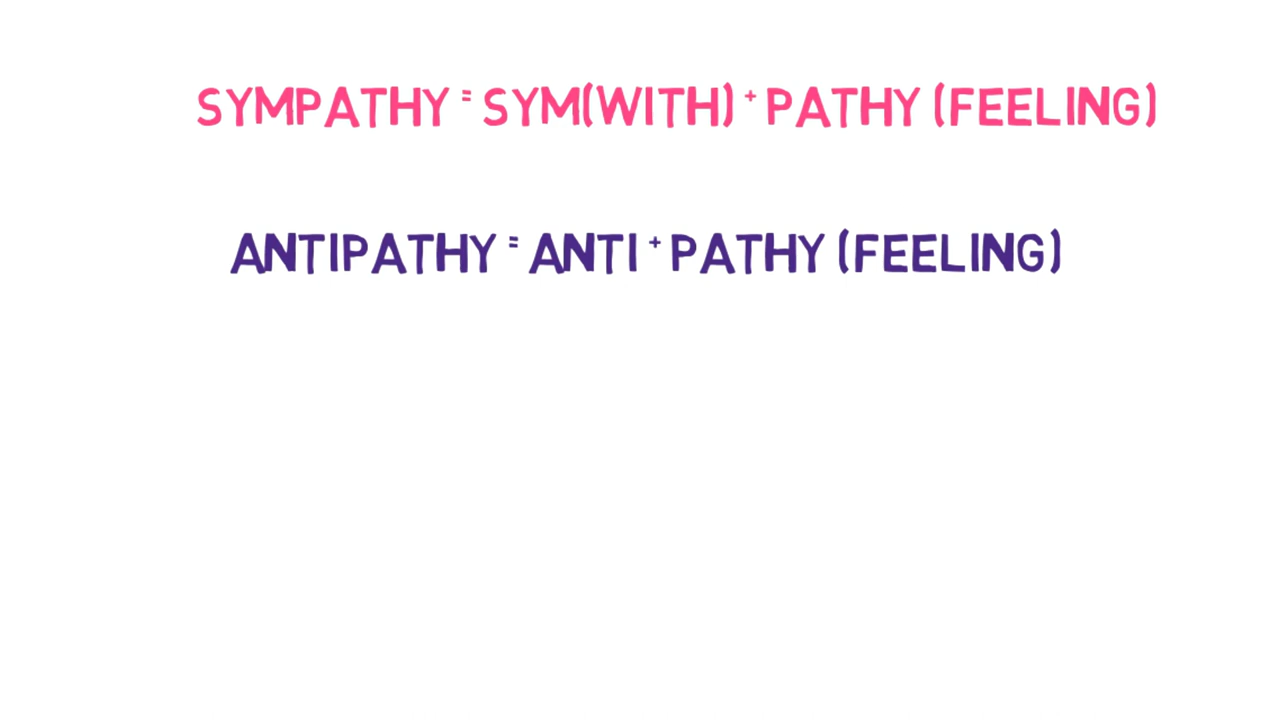 SYMPATHY = SYM(WITH) + PATHY (FEELING)
ANTIPATHY = ANTI + PATHY (FEELING)